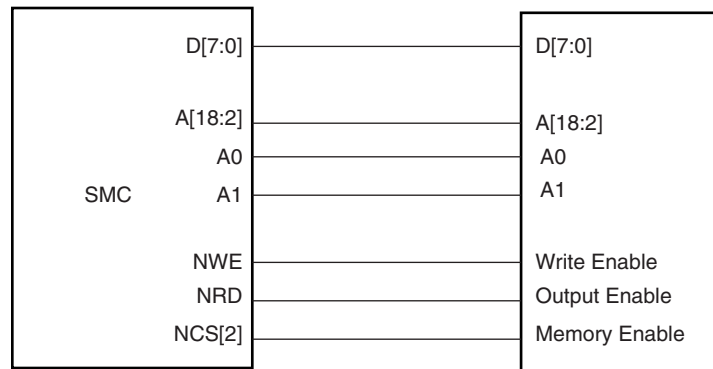 D[7:0] D[7:0]
A[18:2] A[18:2]
A0 A0
SMC A1 A1
NWE Write Enable
NRD Output Enable
NCS[2] Memory Enable